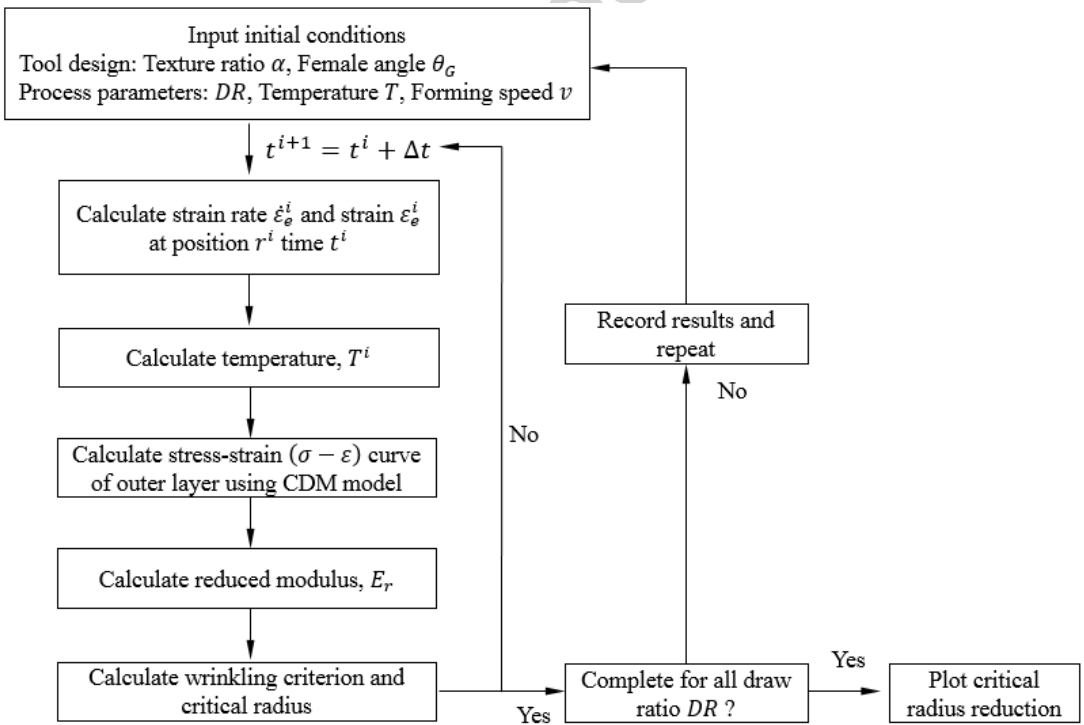 Input initial conditions
Tool design: Texture ratio α, Female angle θ_G
Process parameters: DR, Temperature T, Forming speed v
t^{i+1} = t^i + Δt
Calculate strain rate ε̇_e^i and strain ε_e^i
at position r^i time t^i
Calculate temperature, T^i
Calculate stress-strain (σ − ε) curve
of outer layer using CDM model
Calculate reduced modulus, E_r
Calculate wrinkling criterion and
critical radius
No
Yes
Record results and
repeat
No
Complete for all draw
ratio DR ?
Yes
Plot critical
radius reduction